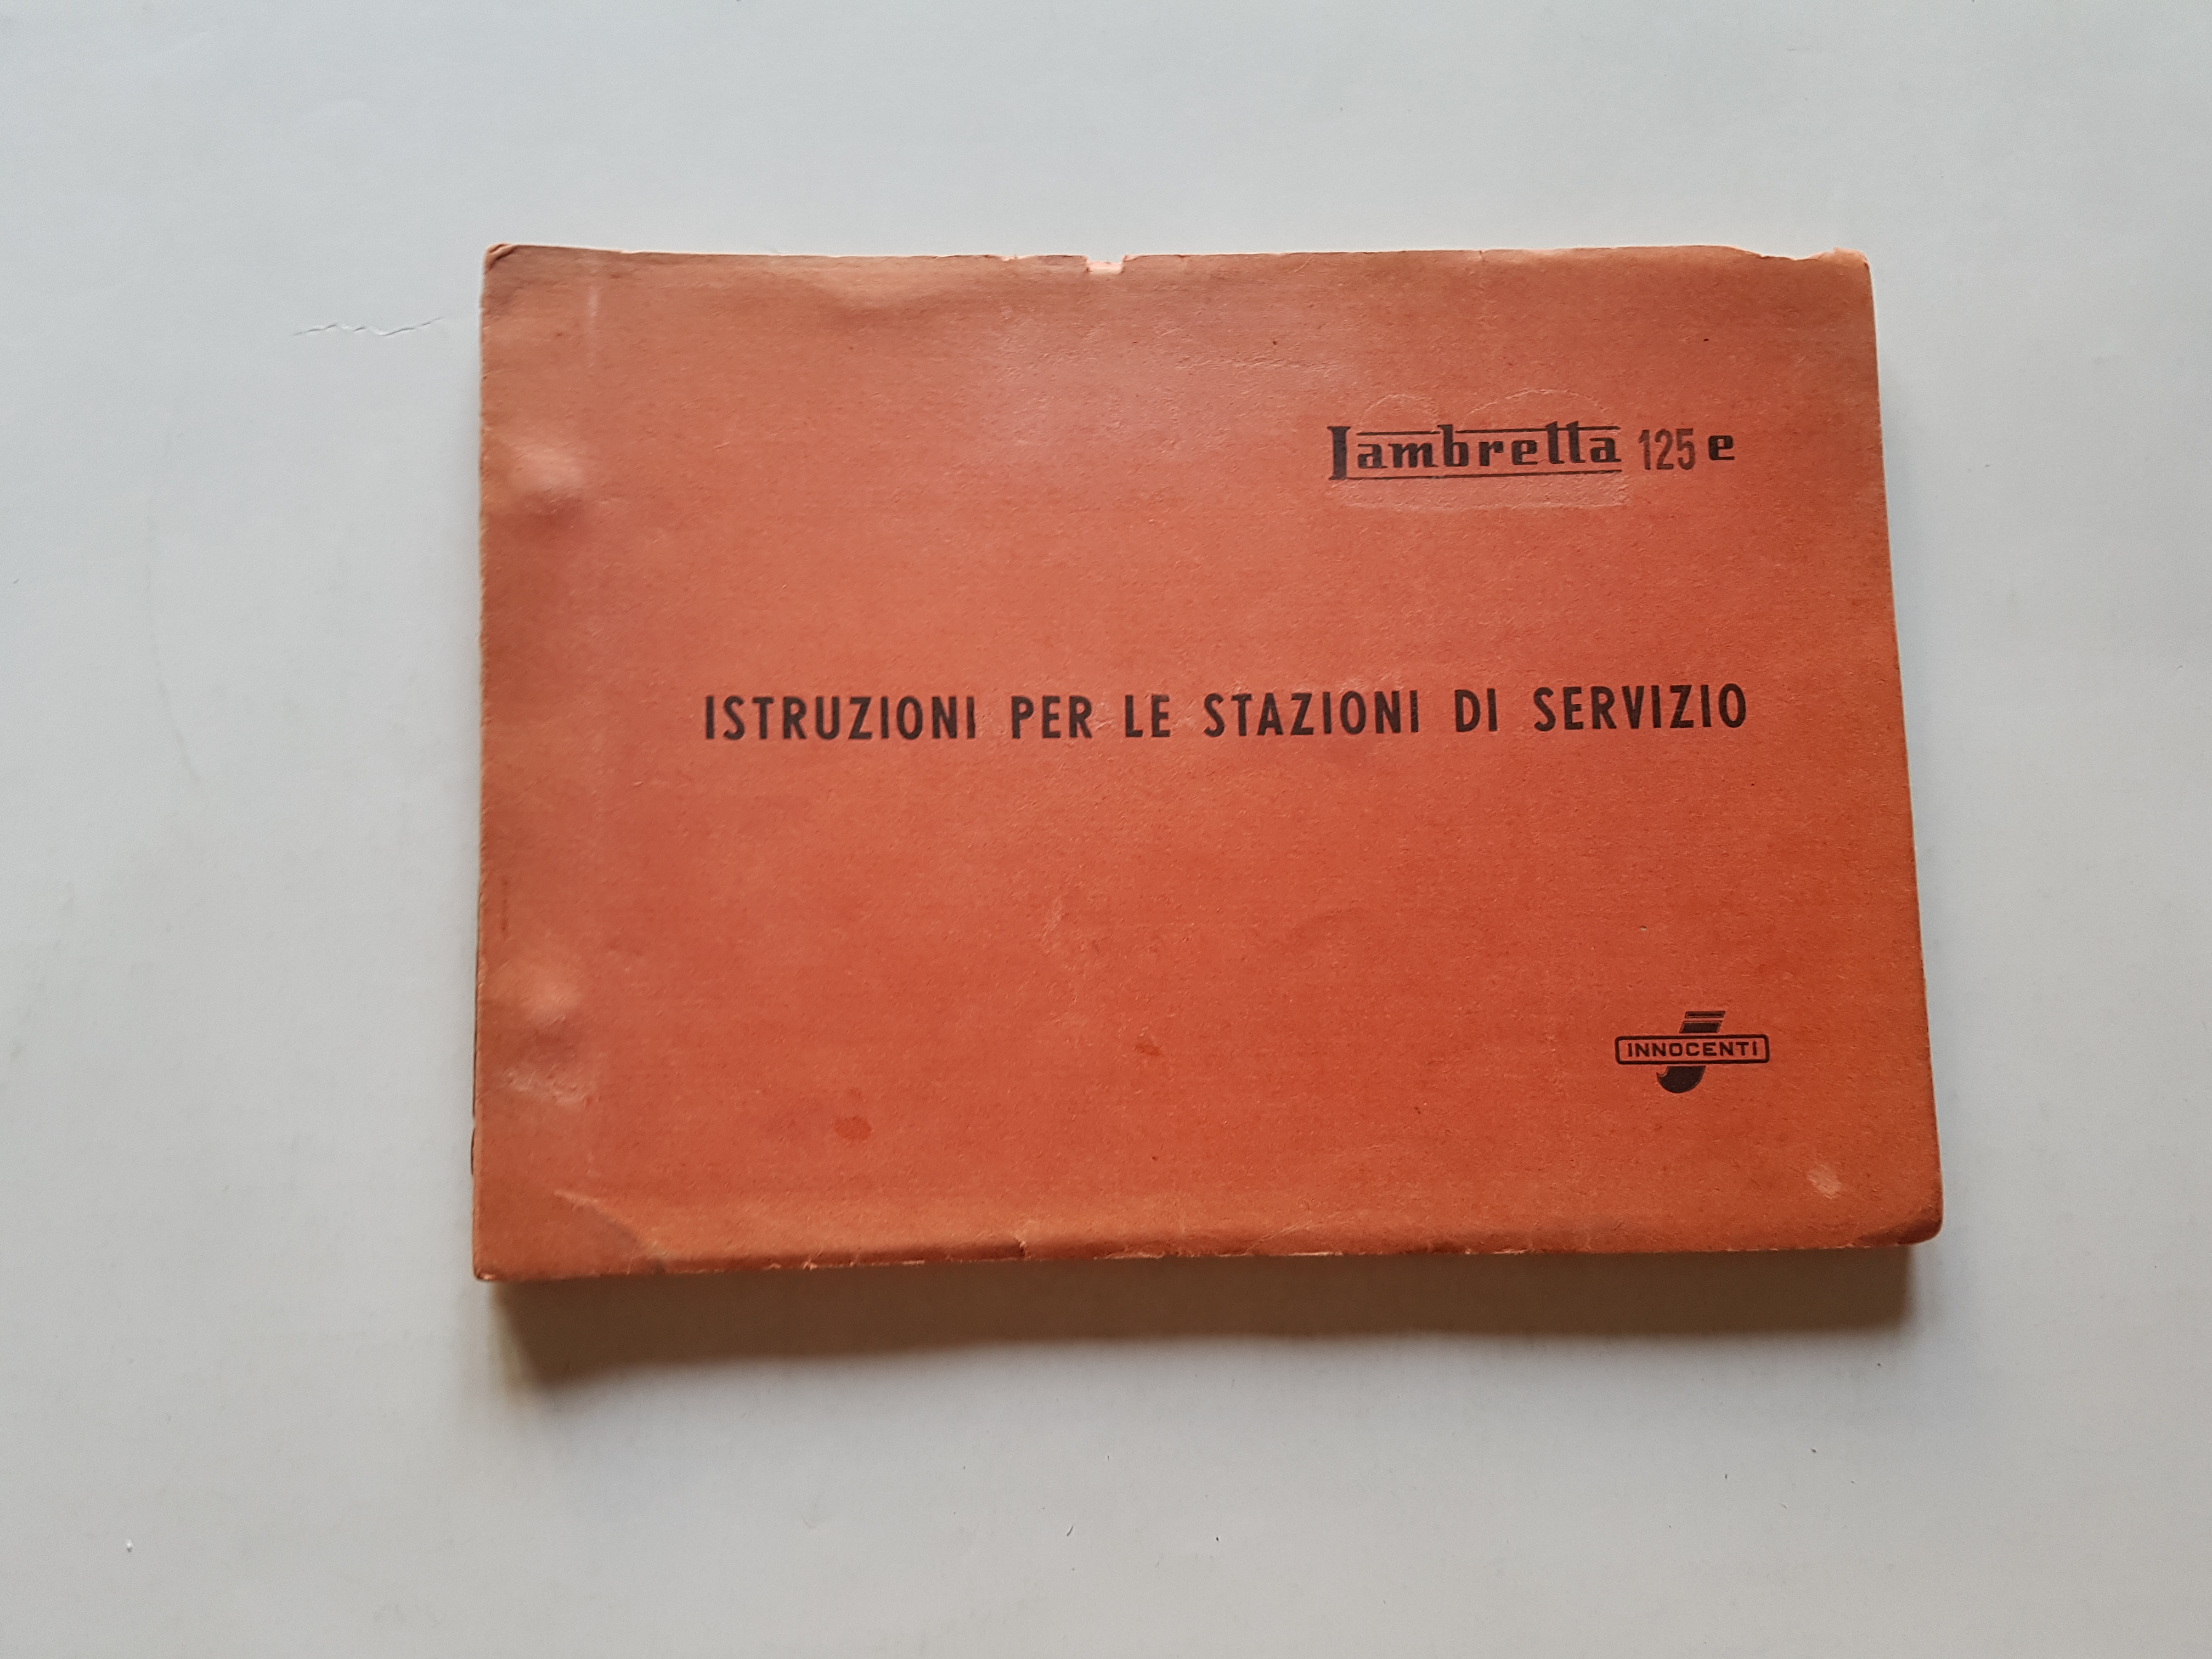 Lambretta 125 e
ISTRUZIONI PER LE STAZIONI DI SERVIZIO
INNOCENTI